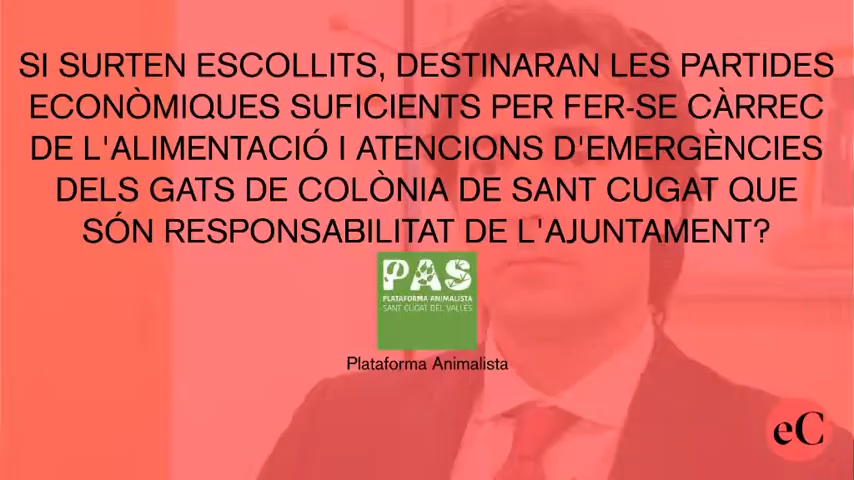 SI SURTEN ESCOLLITS, DESTINARAN LES PARTIDES
ECONÒMIQUES SUFICIENTS PER FER-SE CÀRREC
DE L'ALIMENTACIÓ I ATENCIONS D'EMERGÈNCIES
DELS GATS DE COLÒNIA DE SANT CUGAT QUE
SÓN RESPONSABILITAT DE L'AJUNTAMENT?
PAS
PLATAFORMA ANIMALISTA
SANT CUGAT DEL VALLÈS
Plataforma Animalista
eC